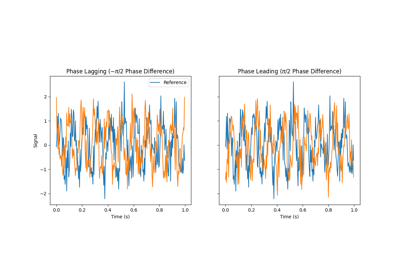 Phase Lagging (−π/2 Phase Difference)
Reference
Signal
2
1
0
−1
−2
0.0 0.2 0.4 0.6 0.8 1.0
Time (s)
Phase Leading (π/2 Phase Difference)
0.0 0.2 0.4 0.6 0.8 1.0
Time (s)